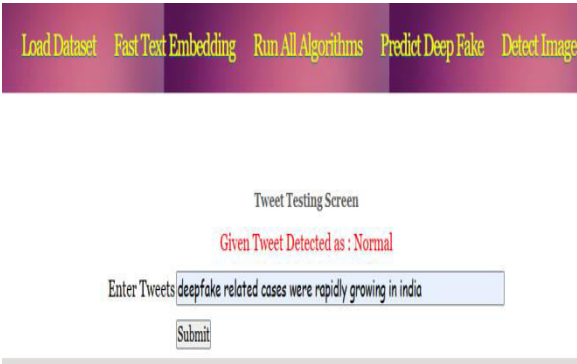 Load Dataset Fast Text Embedding Run All Algorithms Predict Deep Fake Detect Image
Tweet Testing Screen
Given Tweet Detected as : Normal
Enter Tweets deepfake related cases were rapidly growing in india
Submit